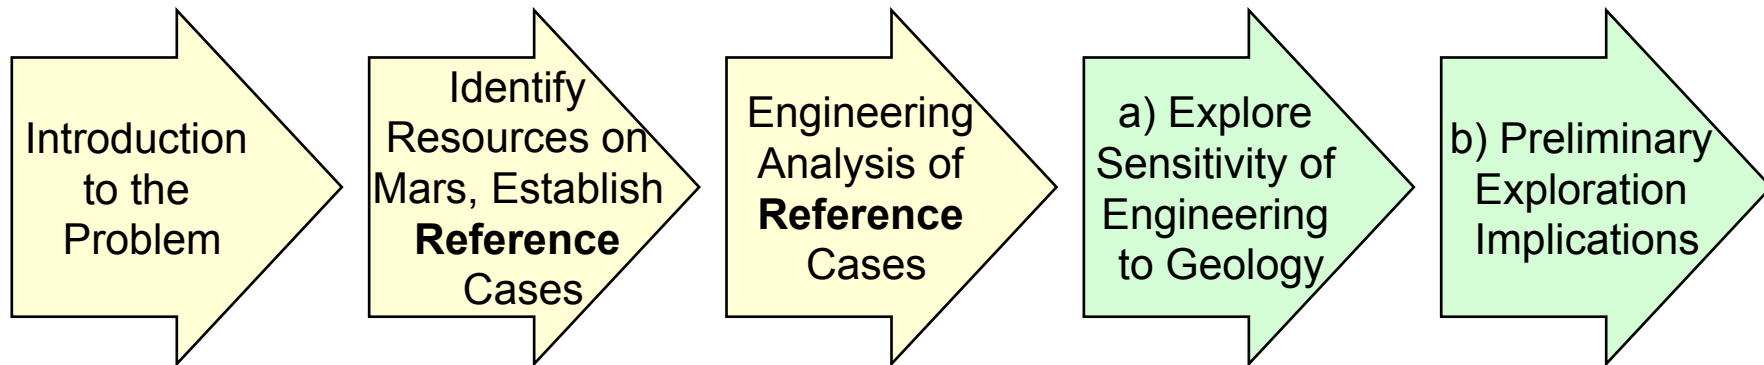 Introduction
to the
Problem
Identify
Resources on
Mars, Establish
Reference
Cases
Engineering
Analysis of
Reference
Cases
a) Explore
Sensitivity of
Engineering
to Geology
b) Preliminary
Exploration
Implications